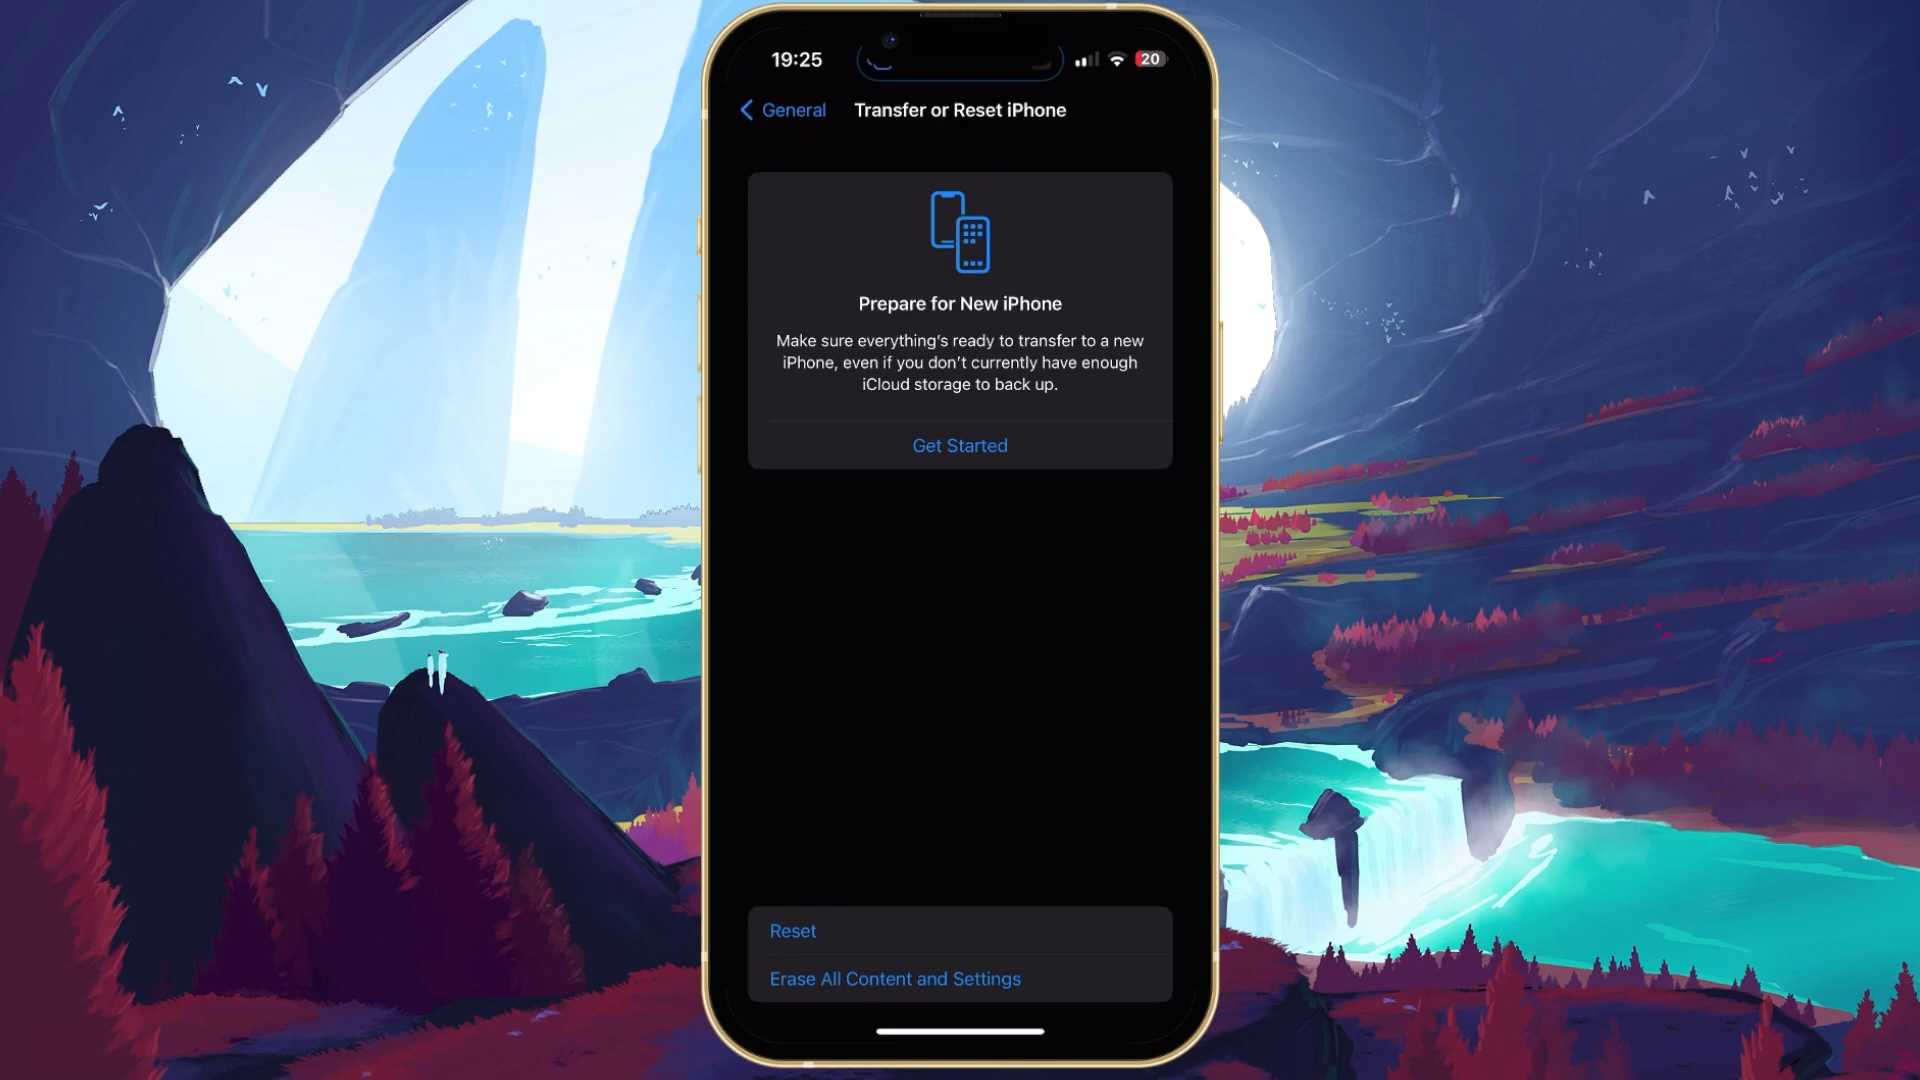 19:25
20
General
Transfer or Reset iPhone
Prepare for New iPhone
Make sure everything's ready to transfer to a new
iPhone, even if you don't currently have enough
iCloud storage to back up.
Get Started
Reset
Erase All Content and Settings